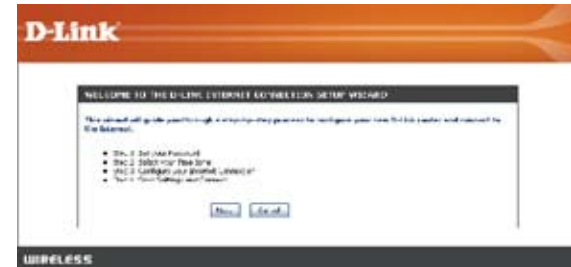 D-Link
WELCOME TO THE D-LINK INTERNET CONNECTION SETUP WIZARD
This wizard will guide you through a step-by-step process to configure your new D-Link router and connect to
the Internet.
Step 1: Set your Password
Step 2: Select your Time Zone
Step 3: Configure your Internet Connection
Step 4: Save Settings and Connect
Next Cancel
WIRELESS